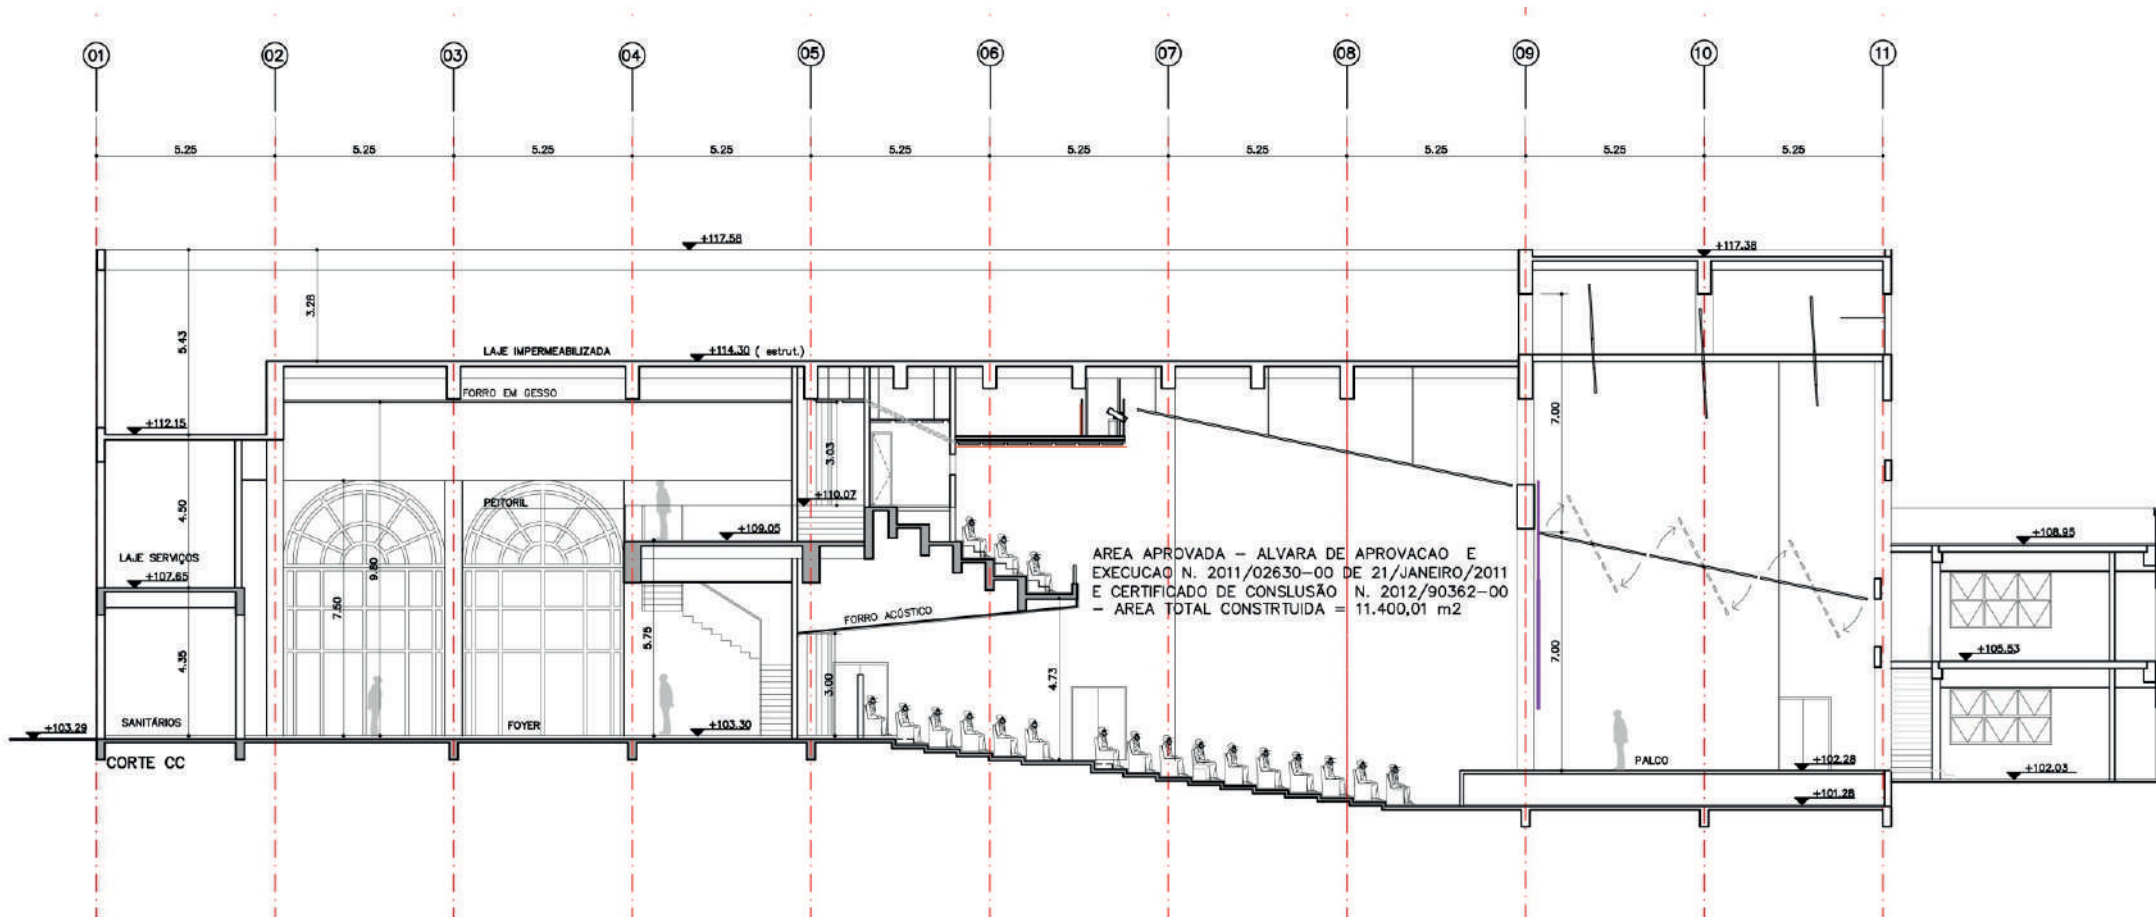 01 02 03 04 05 06 07 08 09 10 11
5.25 5.25 5.25 5.25 5.25 5.25 5.25 5.25 5.25 5.25
+117.58
+117.38
3.28
5.43
LAJE IMPERMEABILIZADA
+114.30 ( estrut.)
FORRO EM GESSO
+112.15
7.00
3.03
+110.07
PEITORIL
4.50
+109.05
+108.95
LAJE SERVIÇOS
+107.65
9.80
7.50
AREA APROVADA – ALVARA DE APROVACAO E
EXECUCAO N. 2011/02630–00 DE 21/JANEIRO/2011
E CERTIFICADO DE CONSLUSÃO N. 2012/90362–00
– AREA TOTAL CONSTRTUIDA = 11.400,01 m2
FORRO ACÚSTICO
5.75
4.35
3.00
4.73
7.00
+105.53
SANITÁRIOS
FOYER
+103.29
+103.30
CORTE CC
PALCO
+102.28
+102.03
+101.28